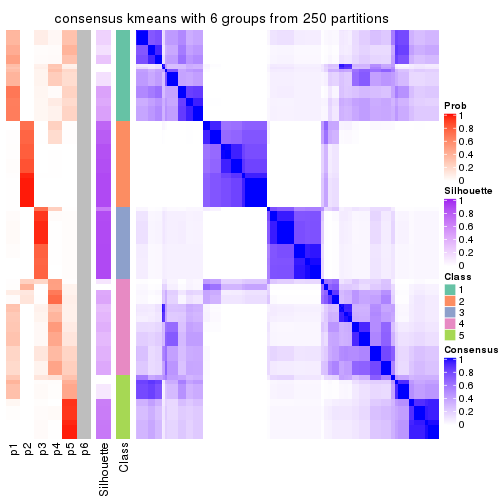 consensus kmeans with 6 groups from 250 partitions
Prob
1
0.8
0.6
0.4
0.2
0
Silhouette
1
0.8
0.6
0.4
0.2
0
Class
1
2
3
4
5
Consensus
1
0.8
0.6
0.4
0.2
0
p1
p2
p3
p4
p5
p6
Silhouette
Class